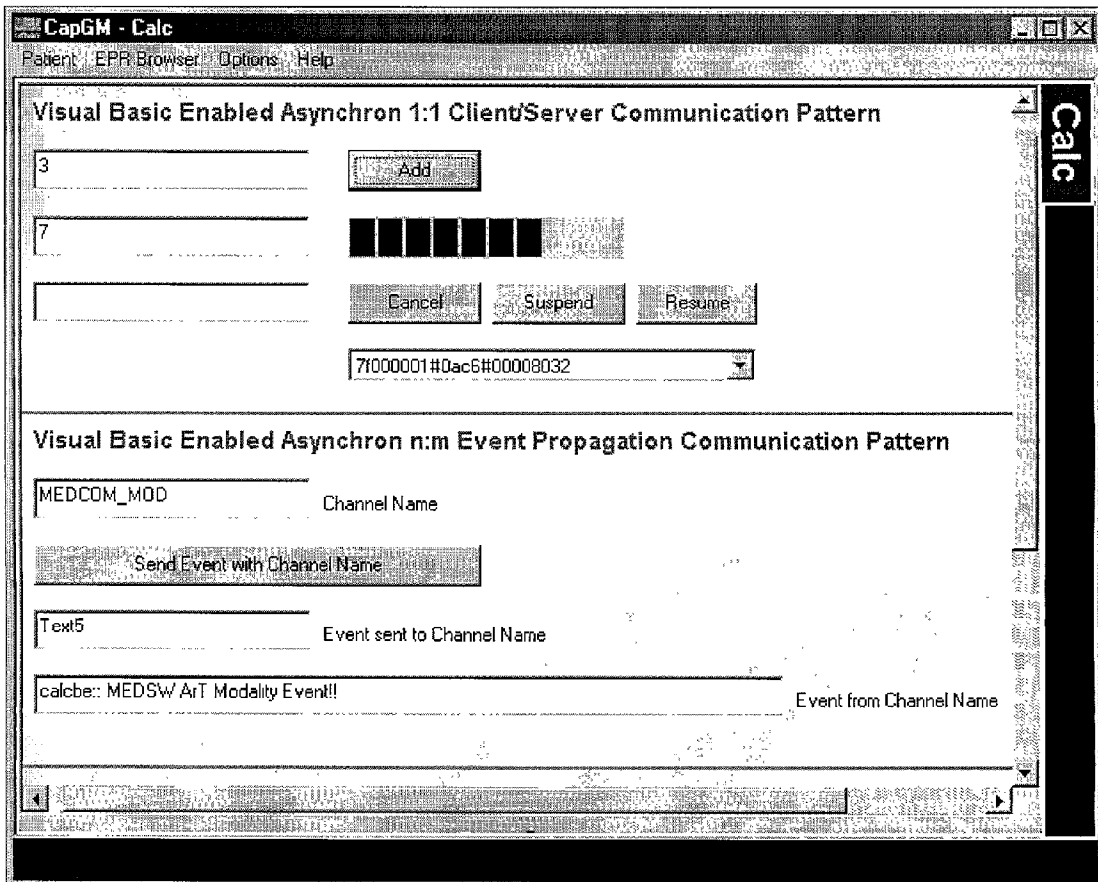 CapGM - Calc
Patient EPR Browser Options Help
Calc
Visual Basic Enabled Asynchron 1:1 Client/Server Communication Pattern
3
Add
7
Cancel Suspend Resume
7f000001#0ac6#00008032
Visual Basic Enabled Asynchron n:m Event Propagation Communication Pattern
MEDCOM_MOD Channel Name
Send Event with Channel Name
Text5 Event sent to Channel Name
calcbe:: MEDSW ArT Modality Event!! Event from Channel Name